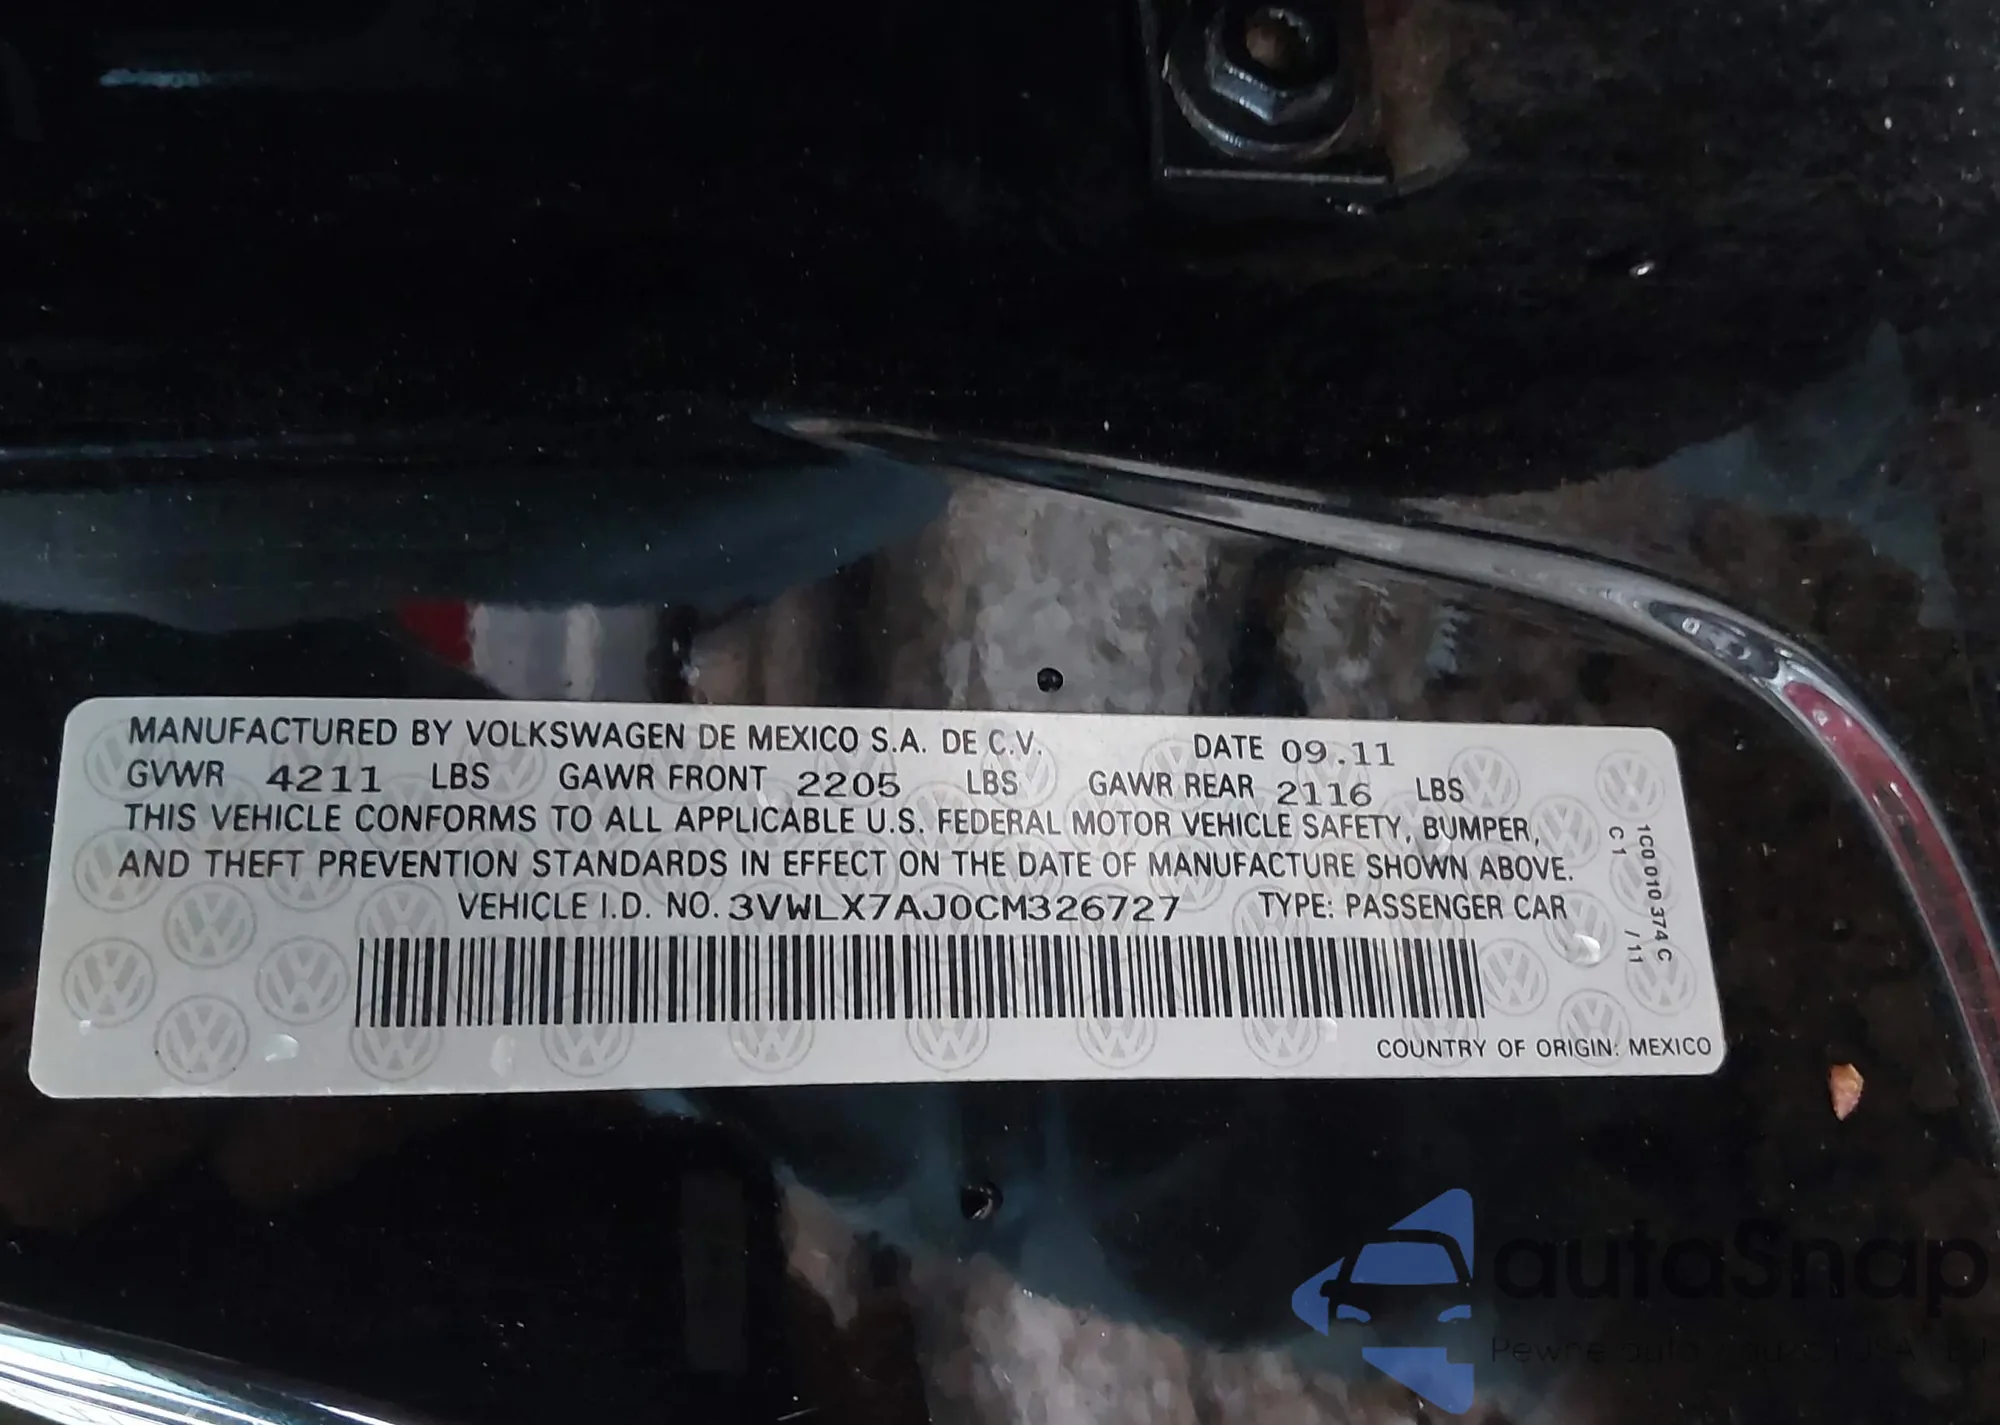 MANUFACTURED BY VOLKSWAGEN DE MEXICO S.A. DE C.V. DATE 09.11
GVWR 4211 LBS GAWR FRONT 2205 LBS GAWR REAR 2116 LBS
THIS VEHICLE CONFORMS TO ALL APPLICABLE U.S. FEDERAL MOTOR VEHICLE SAFETY, BUMPER,
AND THEFT PREVENTION STANDARDS IN EFFECT ON THE DATE OF MANUFACTURE SHOWN ABOVE.
VEHICLE I.D. NO. 3VWLX7AJ0CM326727 TYPE: PASSENGER CAR
COUNTRY OF ORIGIN: MEXICO
1C0 010 374 C
C 1 / 11
autaSnap
Pewne auta